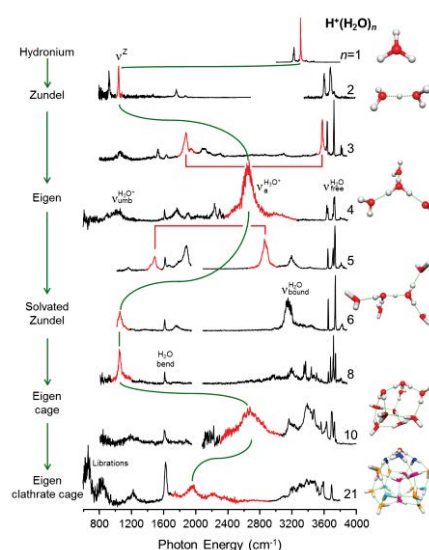 H⁺(H₂O)ₙ
Hydronium
νᶻ
n=1
Zundel
2
3
Eigen
ν_umb^H₃O⁺
ν_a^H₃O⁺
ν_free^H₂O
4
5
Solvated
Zundel
ν_bound^H₂O
6
H₂O
bend
8
Eigen
cage
10
Eigen
clathrate cage
Librations
21
800 1200 1600 2000 2400 2800 3200 3600 4000
Photon Energy (cm⁻¹)